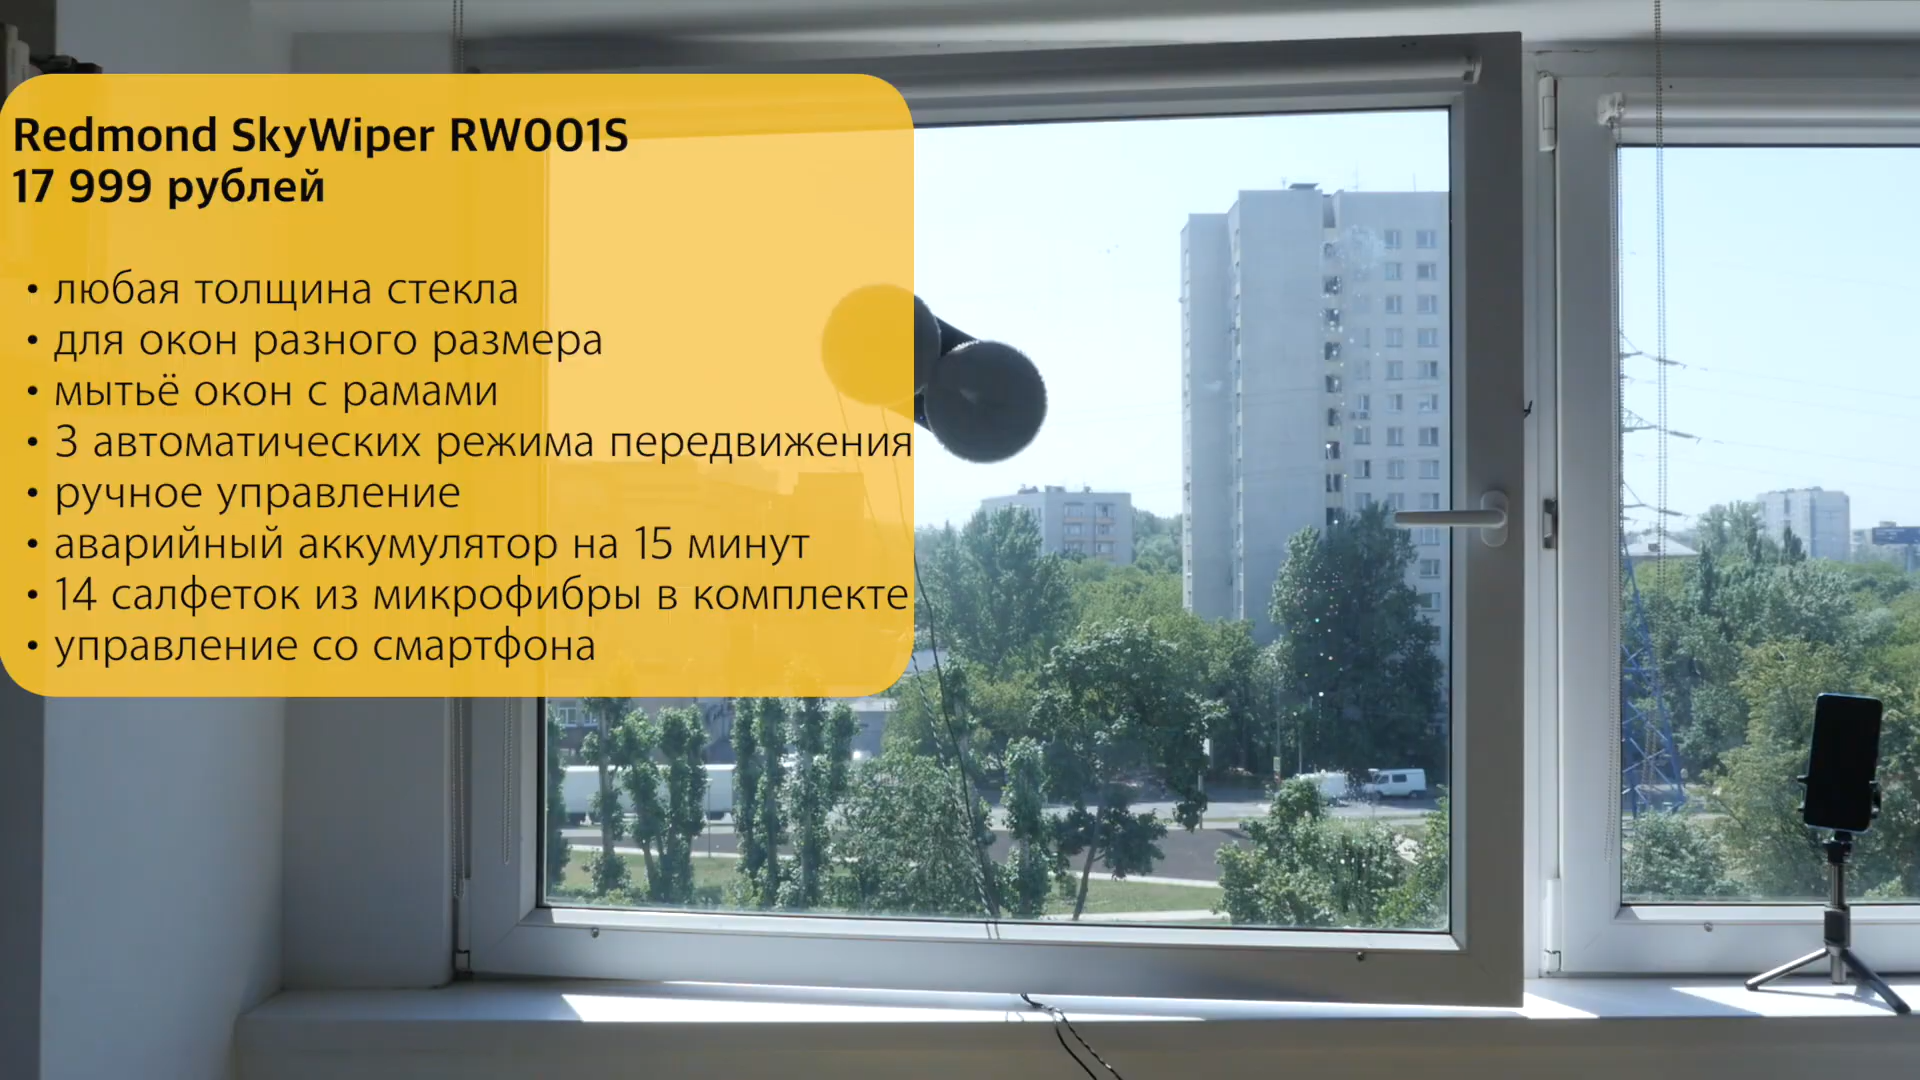 Redmond SkyWiper RW001S
17 999 рублей
• любая толщина стекла
• для окон разного размера
• мытьё окон с рамами
• 3 автоматических режима передвижения
• ручное управление
• аварийный аккумулятор на 15 минут
• 14 салфеток из микрофибры в комплекте
• управление со смартфона